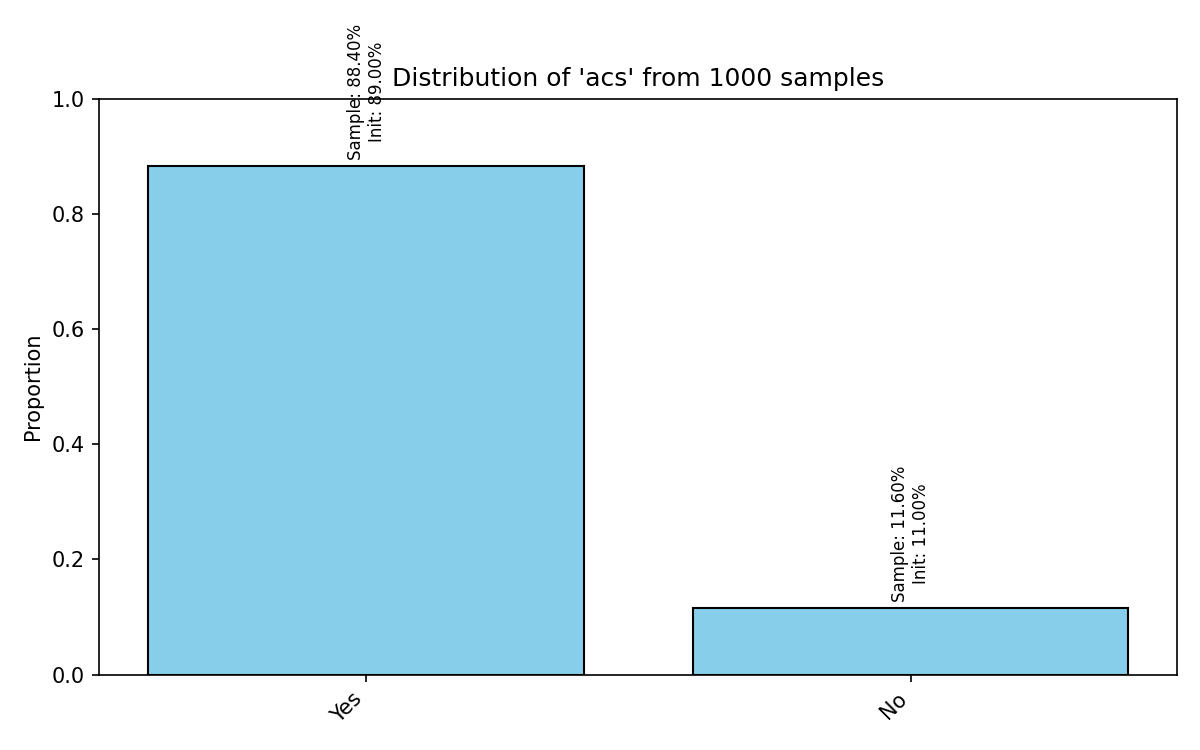 Distribution of 'acs' from 1000 samples
Sample: 88.40%
Init: 89.00%
Sample: 11.60%
Init: 11.00%
Proportion
1.0
0.8
0.6
0.4
0.2
0.0
Yes
No